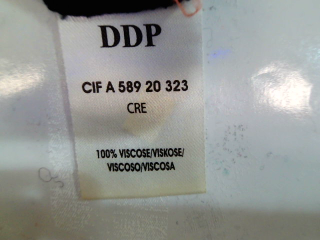 DDP
CIF A 589 20 323
CRE
100% VISCOSE/VISKOSE/
VISCOSO/VISCOSA